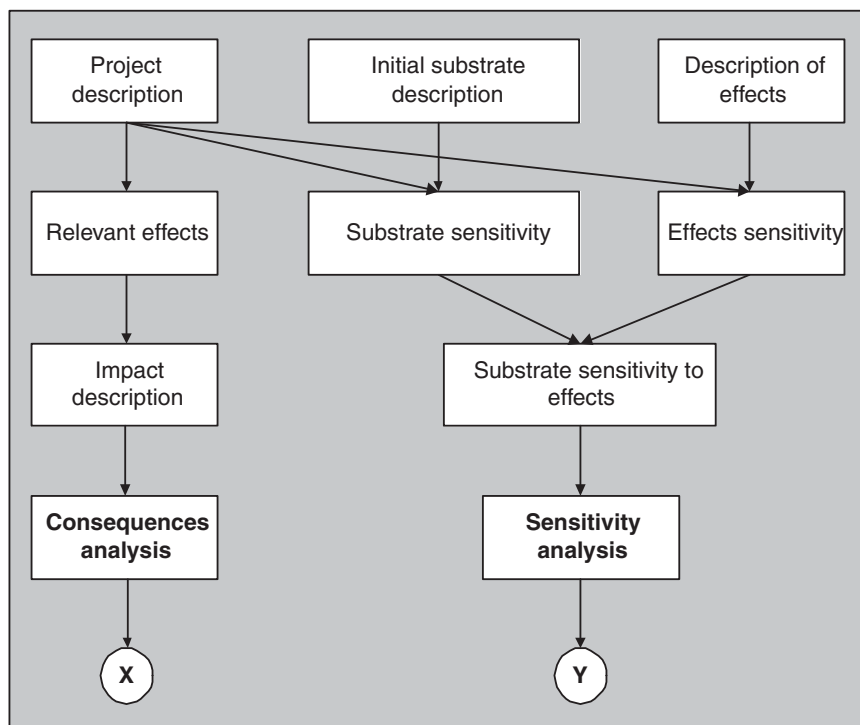 Project
description
Initial substrate
description
Description of
effects
Relevant effects
Substrate sensitivity
Effects sensitivity
Impact
description
Substrate sensitivity to
effects
Consequences
analysis
Sensitivity
analysis
X
Y